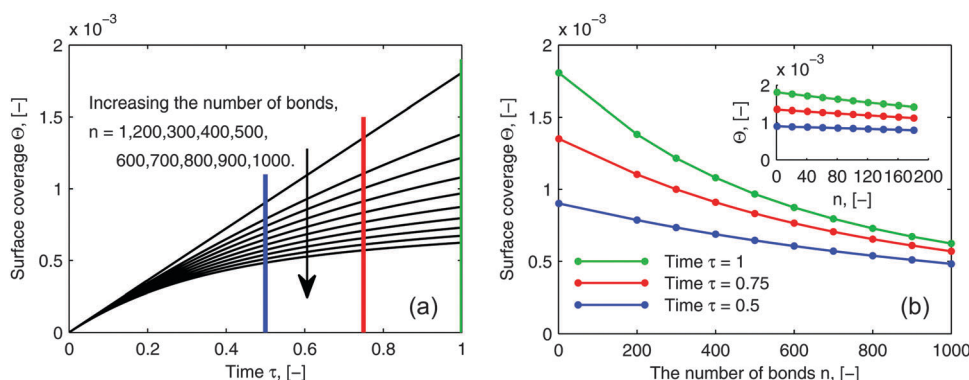 x 10⁻³
2
1.5
1
0.5
0
0 0.2 0.4 0.6 0.8 1
Surface coverage Θ, [–]
Time τ, [–]
Increasing the number of bonds,
n = 1,200,300,400,500,
600,700,800,900,1000.
(a)
x 10⁻³
2
1.5
1
0.5
0
0 200 400 600 800 1000
Surface coverage Θ, [–]
The number of bonds n, [–]
Time τ = 1
Time τ = 0.75
Time τ = 0.5
(b)
x 10⁻³
2
1
0
0 40 80 120 160 200
Θ, [–]
n, [–]